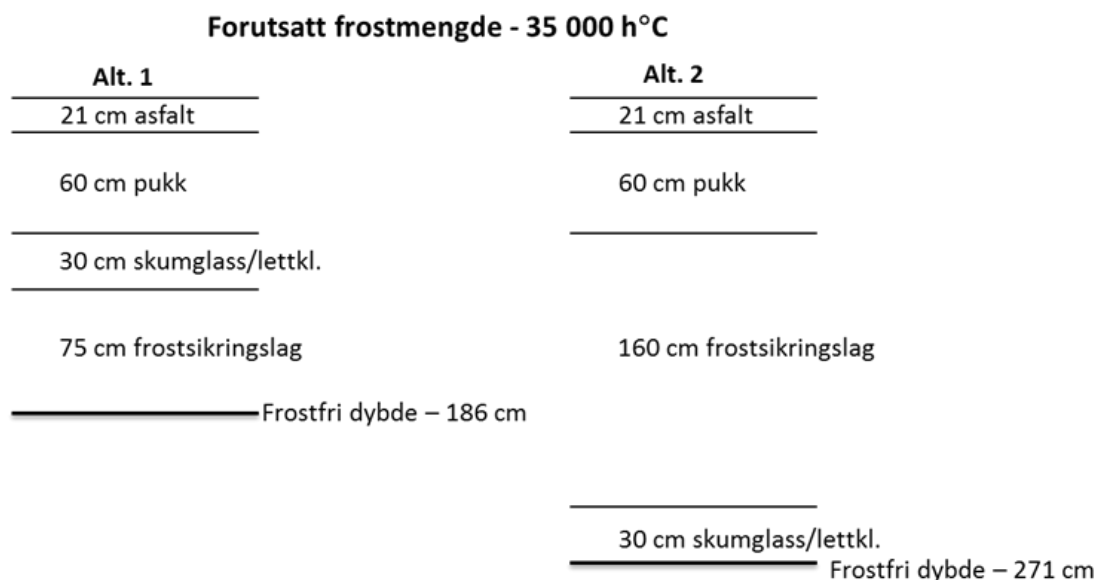 Forutsatt frostmengde - 35 000 h°C
Alt. 1
21 cm asfalt
60 cm pukk
30 cm skumglass/lettkl.
75 cm frostsikringslag
Frostfri dybde – 186 cm
Alt. 2
21 cm asfalt
60 cm pukk
160 cm frostsikringslag
30 cm skumglass/lettkl.
Frostfri dybde – 271 cm